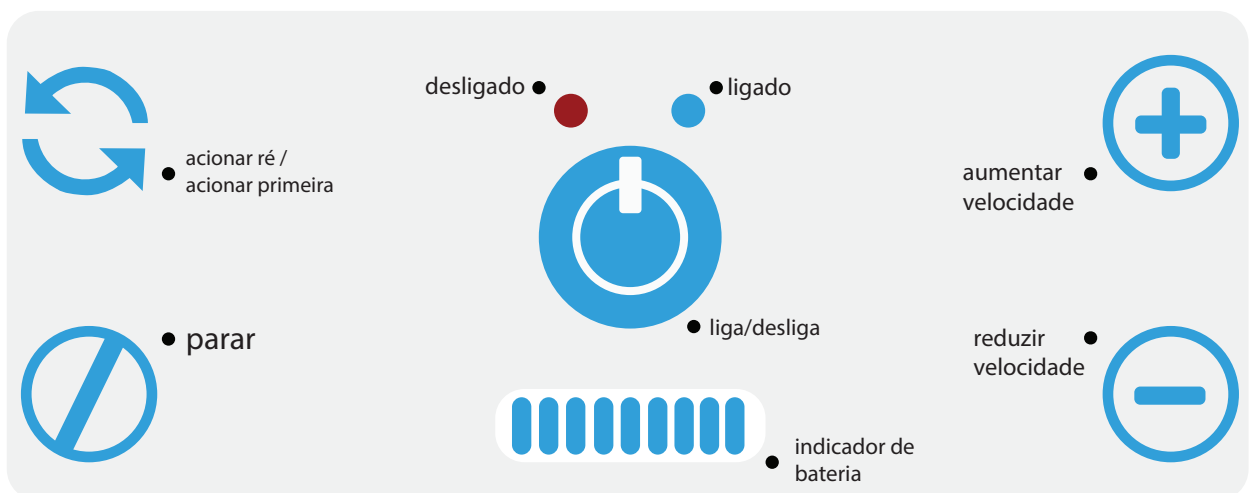 desligado
ligado
acionar ré /
acionar primeira
aumentar
velocidade
liga/desliga
parar
reduzir
velocidade
indicador de
bateria